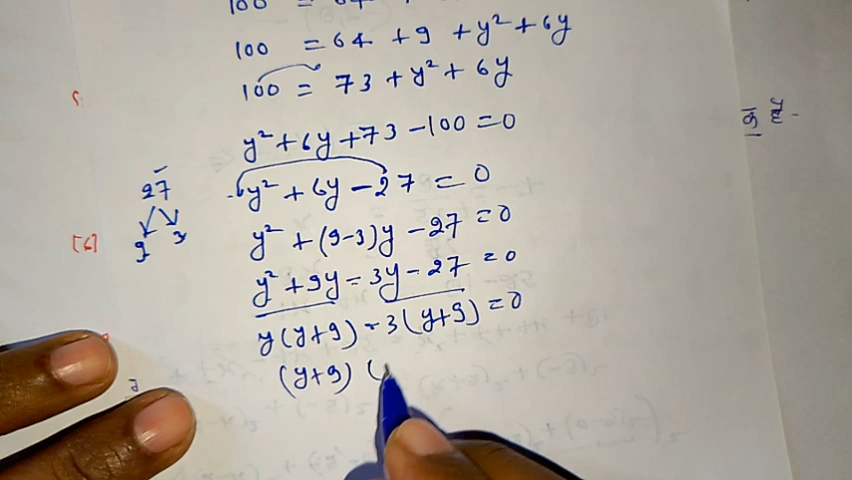 100 = 64 + 9 + y² + 6y
100 = 73 + y² + 6y
y² + 6y + 73 - 100 = 0
27
y² + 6y - 27 = 0
9 3
[6]
y² + (9-3)y - 27 = 0
y² + 9y = 3y - 27 = 0
y(y+9) - 3(y+9) = 0
(y+9) (